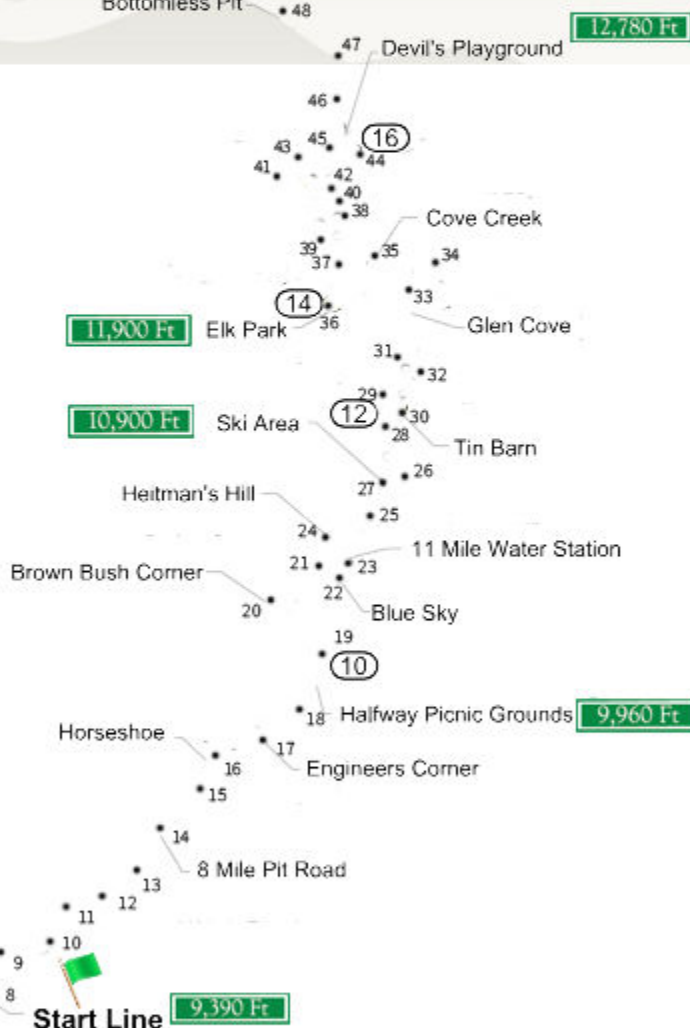 Bottomless Pit
48
12,780 Ft
47
Devil's Playground
46
45
16
43
44
41
42
40
38
Cove Creek
39
35
34
37
14
33
11,900 Ft
Elk Park
36
Glen Cove
31
32
29
12
30
10,900 Ft
Ski Area
28
Tin Barn
26
27
Heitman's Hill
25
24
11 Mile Water Station
21
23
Brown Bush Corner
22
20
Blue Sky
19
10
18
Halfway Picnic Grounds
9,960 Ft
Horseshoe
17
16
Engineers Corner
15
14
8 Mile Pit Road
13
12
11
10
9
8
Start Line
9,390 Ft